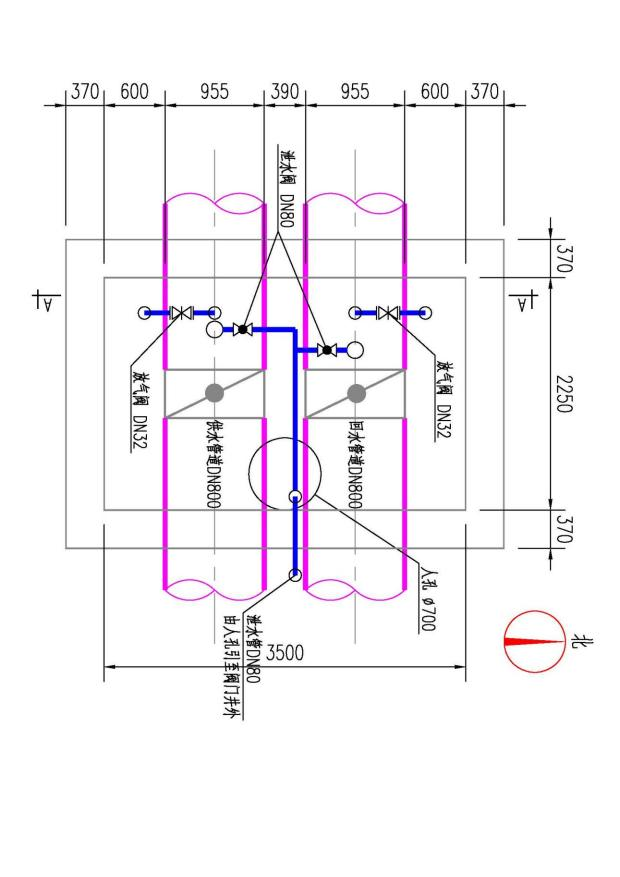 370 600 955 390 955 600 370
泄水阀 DN80
370
2250
370
A
A
放气阀 DN32
放气阀 DN32
供水管道DN800
回水管道DN800
人孔 ø700
北
泄水管DN80
由人孔引至阀门井外
3500